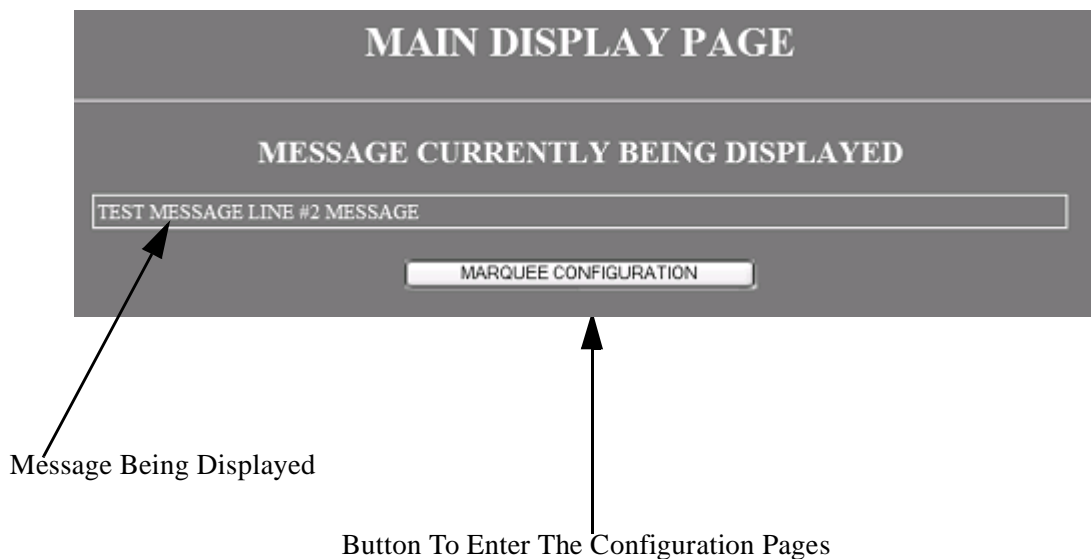 MAIN DISPLAY PAGE
MESSAGE CURRENTLY BEING DISPLAYED
TEST MESSAGE LINE #2 MESSAGE
MARQUEE CONFIGURATION
Message Being Displayed
Button To Enter The Configuration Pages